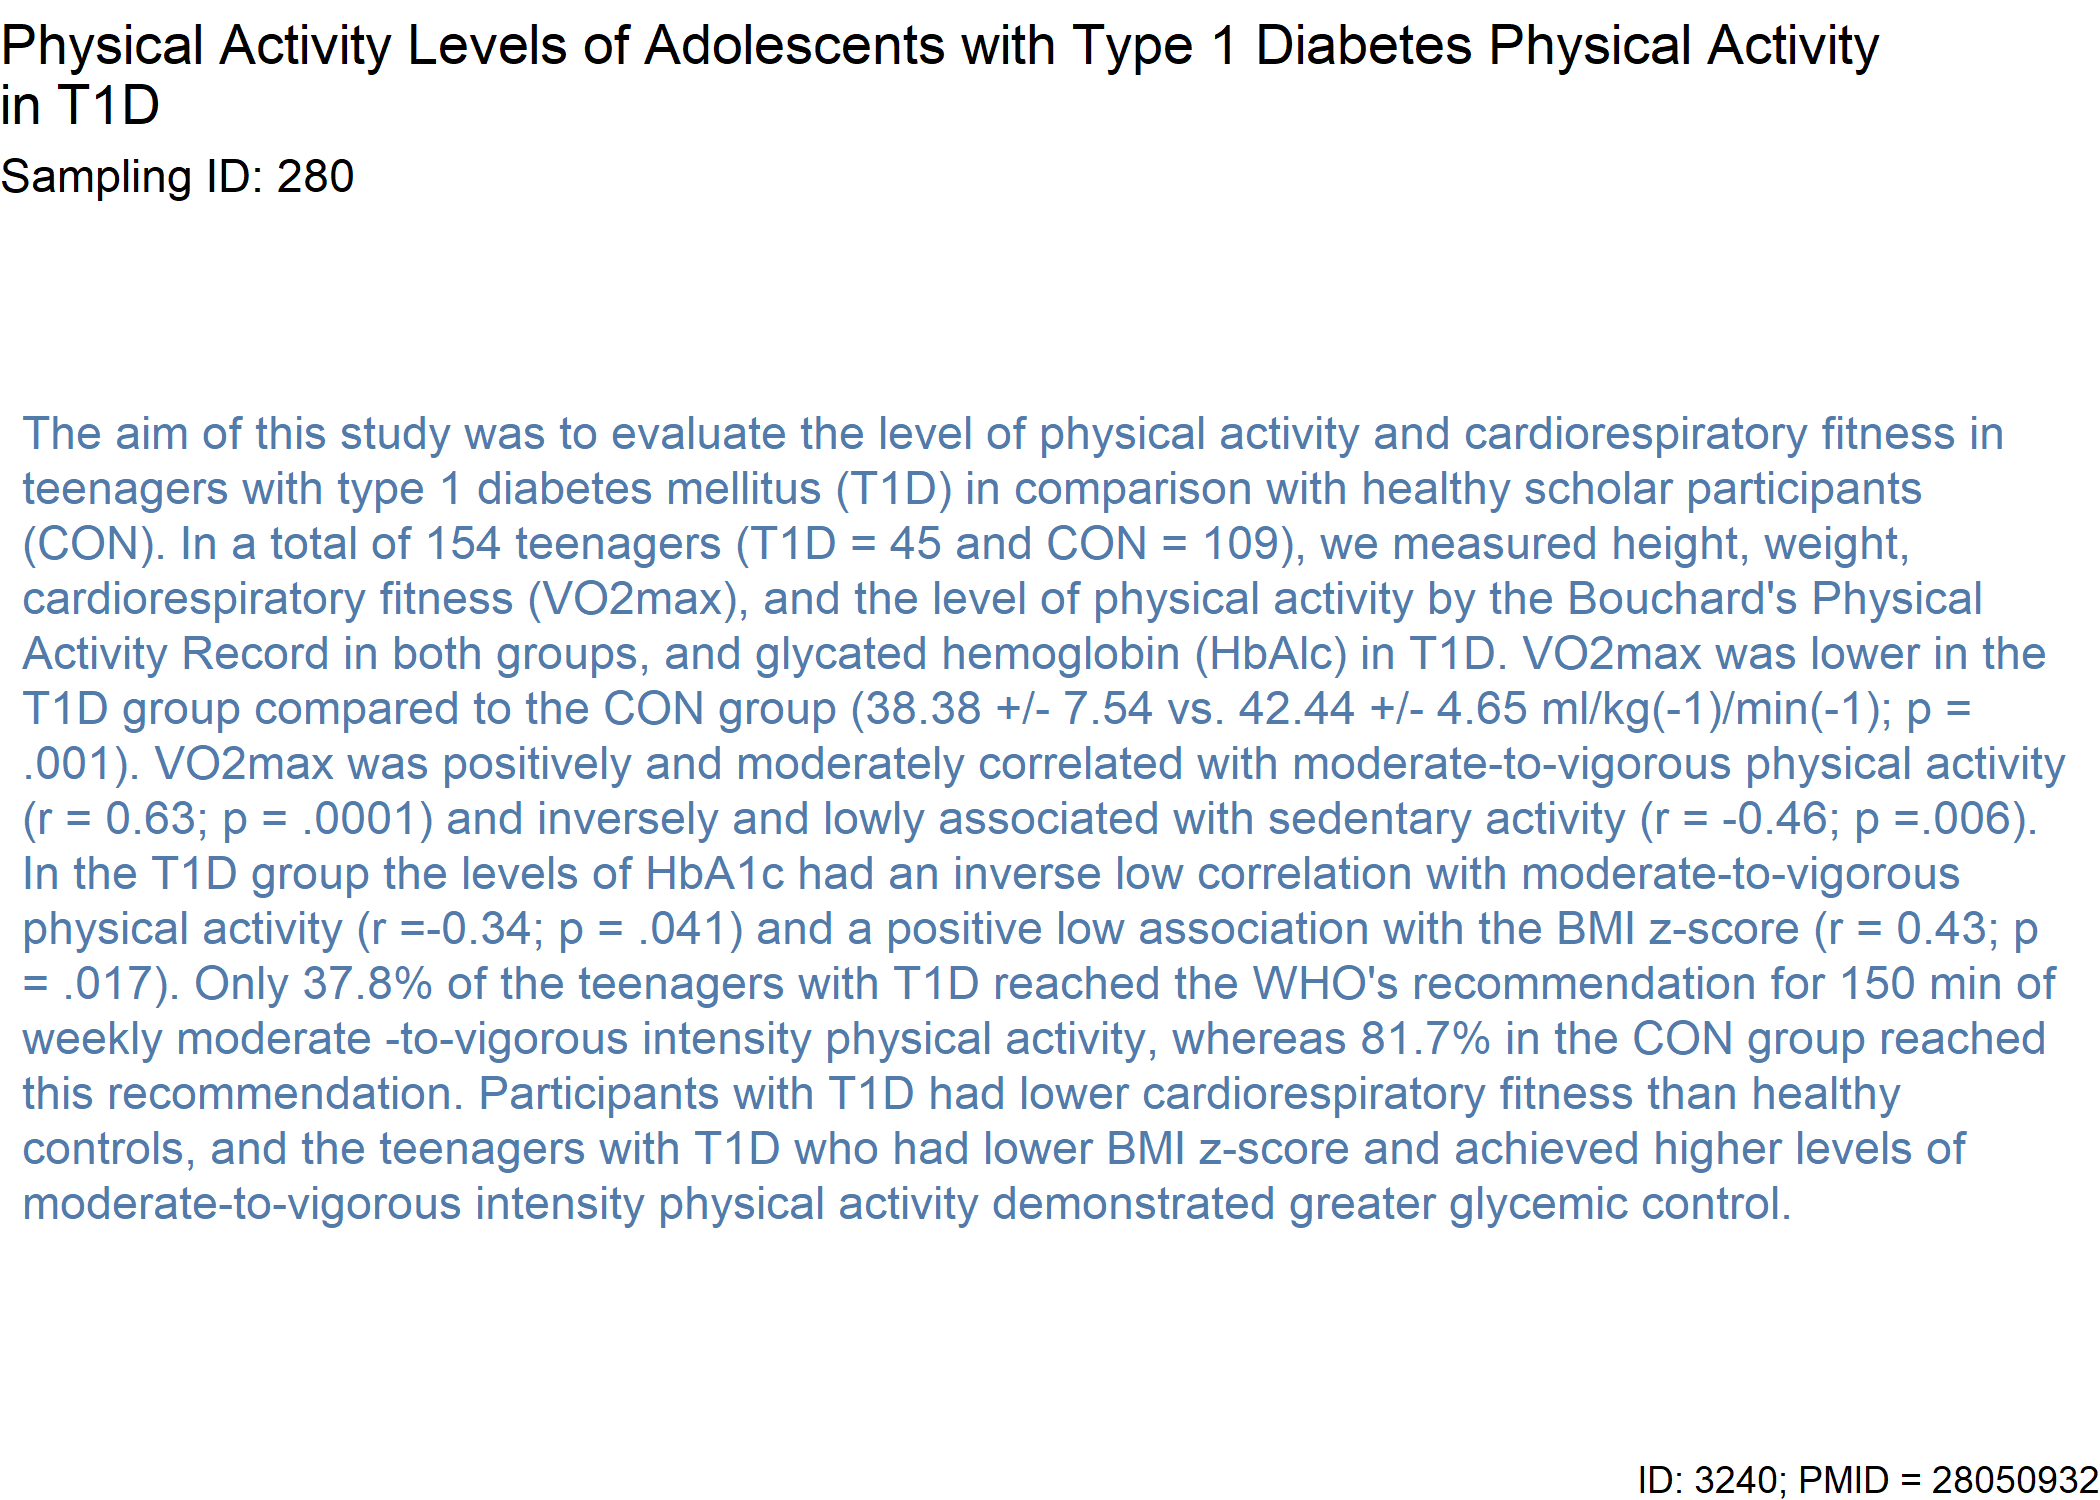 Physical Activity Levels of Adolescents with Type 1 Diabetes Physical Activity
in T1D
Sampling ID: 280
The aim of this study was to evaluate the level of physical activity and cardiorespiratory fitness in
teenagers with type 1 diabetes mellitus (T1D) in comparison with healthy scholar participants
(CON). In a total of 154 teenagers (T1D = 45 and CON = 109), we measured height, weight,
cardiorespiratory fitness (VO2max), and the level of physical activity by the Bouchard's Physical
Activity Record in both groups, and glycated hemoglobin (HbAlc) in T1D. VO2max was lower in the
T1D group compared to the CON group (38.38 +/- 7.54 vs. 42.44 +/- 4.65 ml/kg(-1)/min(-1); p =
.001). VO2max was positively and moderately correlated with moderate-to-vigorous physical activity
(r = 0.63; p = .0001) and inversely and lowly associated with sedentary activity (r = -0.46; p =.006).
In the T1D group the levels of HbA1c had an inverse low correlation with moderate-to-vigorous
physical activity (r =-0.34; p = .041) and a positive low association with the BMI z-score (r = 0.43; p
= .017). Only 37.8% of the teenagers with T1D reached the WHO's recommendation for 150 min of
weekly moderate -to-vigorous intensity physical activity, whereas 81.7% in the CON group reached
this recommendation. Participants with T1D had lower cardiorespiratory fitness than healthy
controls, and the teenagers with T1D who had lower BMI z-score and achieved higher levels of
moderate-to-vigorous intensity physical activity demonstrated greater glycemic control.
ID: 3240; PMID = 28050932